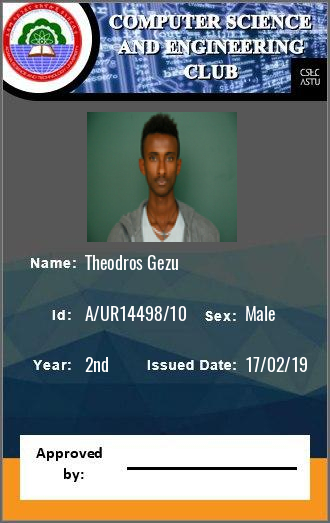 COMPUTER SCIENCE
AND ENGINEERING
CLUB
CSEC
ASTU
Name: Theodros Gezu
Id: A/UR14498/10 Sex: Male
Year: 2nd Issued Date: 17/02/19
Approved
by: